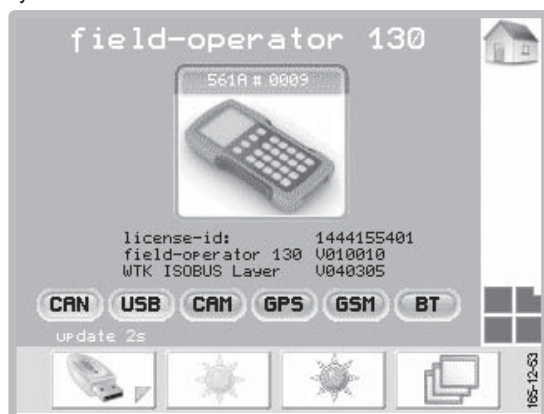 field-operator 130
561A # 0009
license-id: 1444155401
field-operator 130 V010010
WTK ISOBUS Layer V040305
CAN USB CAM GPS GSM BT
update 2s
165-12-53